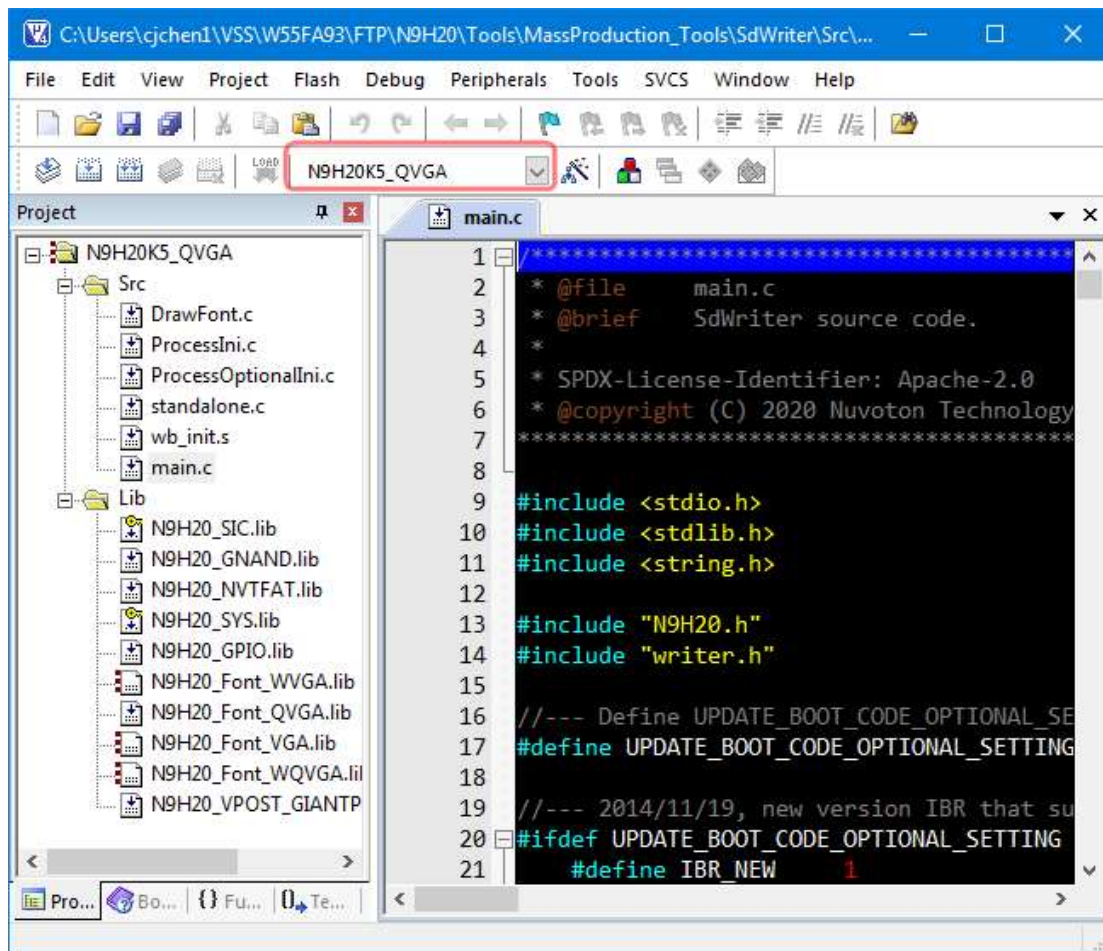 C:\Users\cjchen1\VSS\W55FA93\FTP\N9H20\Tools\MassProduction_Tools\SdWriter\Src\...
File Edit View Project Flash Debug Peripherals Tools SVCS Window Help
LOAD N9H20K5_QVGA
Project
main.c
N9H20K5_QVGA
Src
DrawFont.c
ProcessIni.c
ProcessOptionalIni.c
standalone.c
wb_init.s
main.c
Lib
N9H20_SIC.lib
N9H20_GNAND.lib
N9H20_NVTFAT.lib
N9H20_SYS.lib
N9H20_GPIO.lib
N9H20_Font_WVGA.lib
N9H20_Font_QVGA.lib
N9H20_Font_VGA.lib
N9H20_Font_WQVGA.lil
N9H20_VPOST_GIANTP
Pro... Bo... {} Fu... 0 Te...
1 /*****************************************
2 * @file main.c
3 * @brief SdWriter source code.
4 *
5 * SPDX-License-Identifier: Apache-2.0
6 * @copyright (C) 2020 Nuvoton Technology
7 *****************************************
8
9 #include <stdio.h>
10 #include <stdlib.h>
11 #include <string.h>
12
13 #include "N9H20.h"
14 #include "writer.h"
15
16 //--- Define UPDATE_BOOT_CODE_OPTIONAL_SE
17 #define UPDATE_BOOT_CODE_OPTIONAL_SETTING
18
19 //--- 2014/11/19, new version IBR that su
20 #ifdef UPDATE_BOOT_CODE_OPTIONAL_SETTING
21 #define IBR_NEW 1